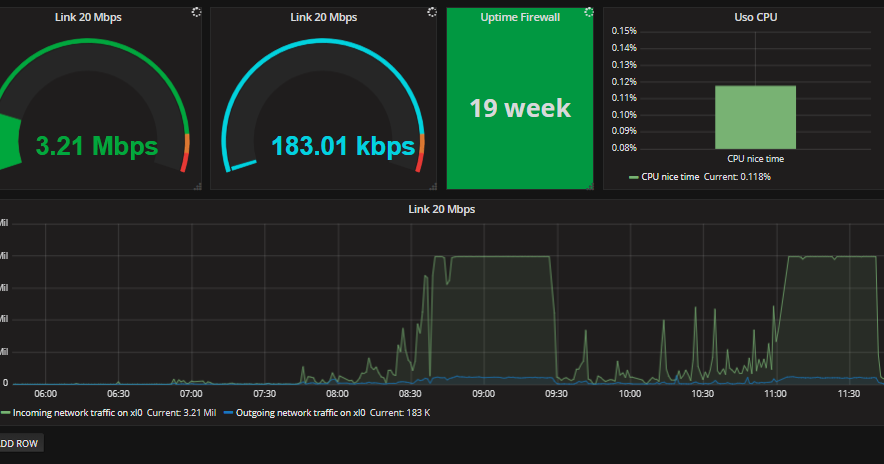 Link 20 Mbps
3.21 Mbps
Link 20 Mbps
183.01 kbps
Uptime Firewall
19 week
Uso CPU
0.15%
0.14%
0.13%
0.12%
0.11%
0.10%
0.09%
0.08%
CPU nice time
CPU nice time Current: 0.118%
Link 20 Mbps
Mil
Mil
Mil
Mil
Mil
0
06:00 06:30 07:00 07:30 08:00 08:30 09:00 09:30 10:00 10:30 11:00 11:30
Incoming network traffic on xl0 Current: 3.21 Mil Outgoing network traffic on xl0 Current: 183 K
ADD ROW